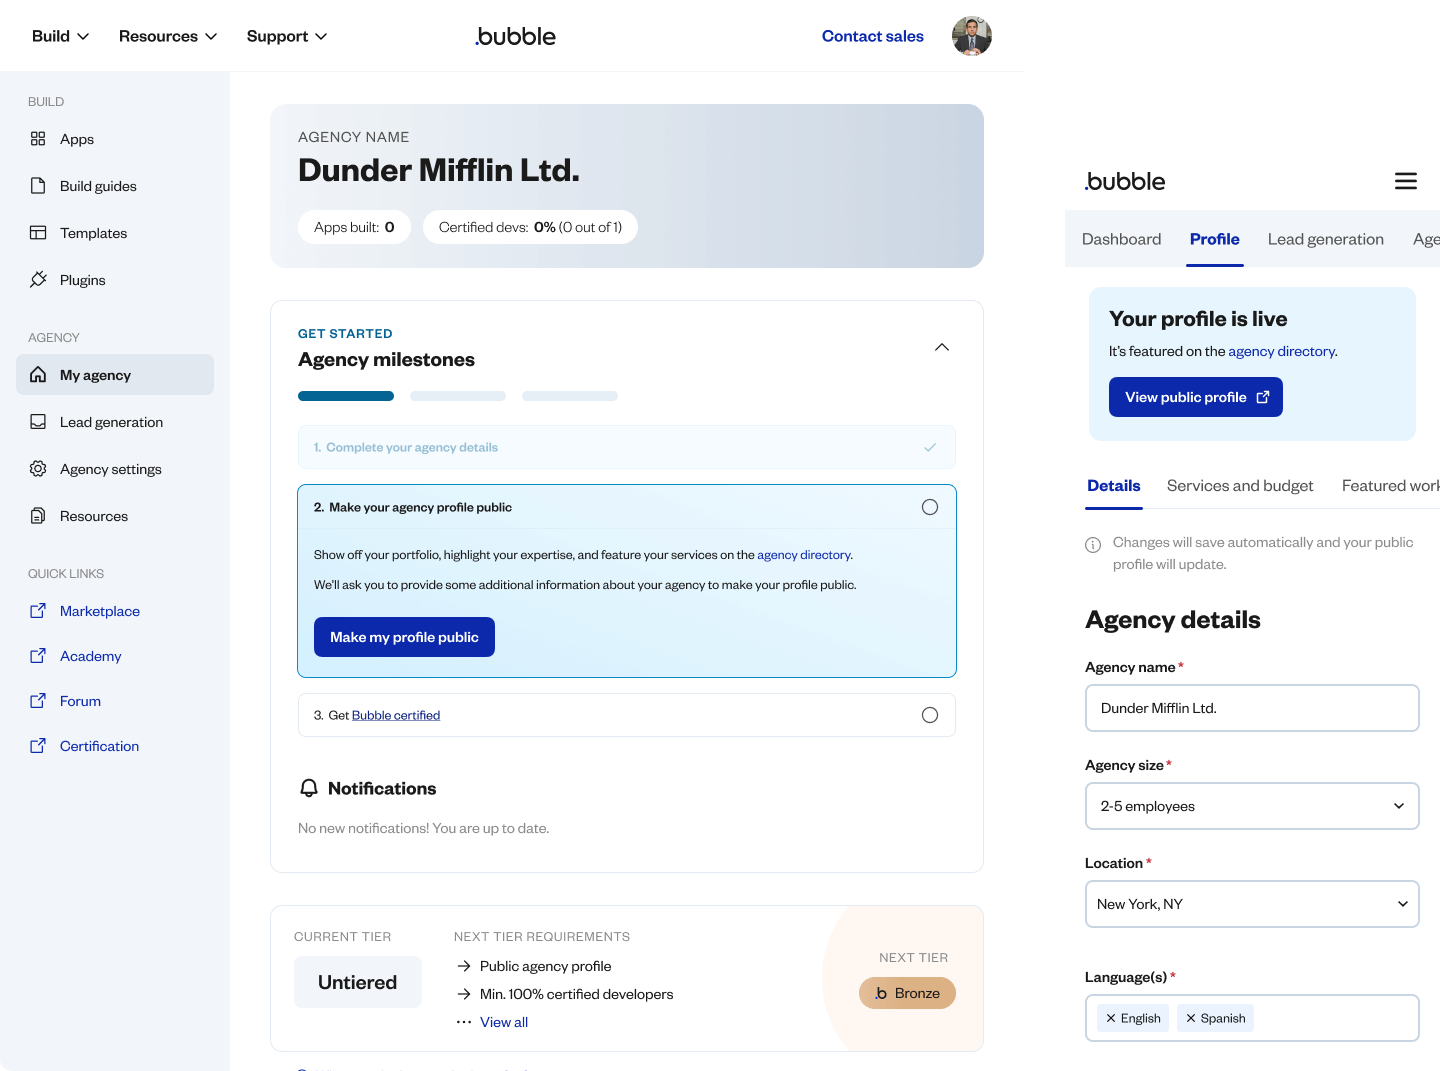 Build
Resources
Support
.bubble
Contact sales
BUILD
Apps
Build guides
Templates
Plugins
AGENCY
My agency
Lead generation
Agency settings
Resources
QUICK LINKS
Marketplace
Academy
Forum
Certification
AGENCY NAME
Dunder Mifflin Ltd.
Apps built: 0
Certified devs: 0% (0 out of 1)
GET STARTED
Agency milestones
1. Complete your agency details
2. Make your agency profile public
Show off your portfolio, highlight your expertise, and feature your services on the agency directory.
We'll ask you to provide some additional information about your agency to make your profile public.
Make my profile public
3. Get Bubble certified
Notifications
No new notifications! You are up to date.
CURRENT TIER
Untiered
NEXT TIER REQUIREMENTS
Public agency profile
Min. 100% certified developers
View all
NEXT TIER
.b Bronze
.bubble
Dashboard
Profile
Lead generation
Age
Your profile is live
It's featured on the agency directory.
View public profile
Details
Services and budget
Featured work
Changes will save automatically and your public
profile will update.
Agency details
Agency name*
Dunder Mifflin Ltd.
Agency size*
2-5 employees
Location *
New York, NY
Language(s) *
English
Spanish